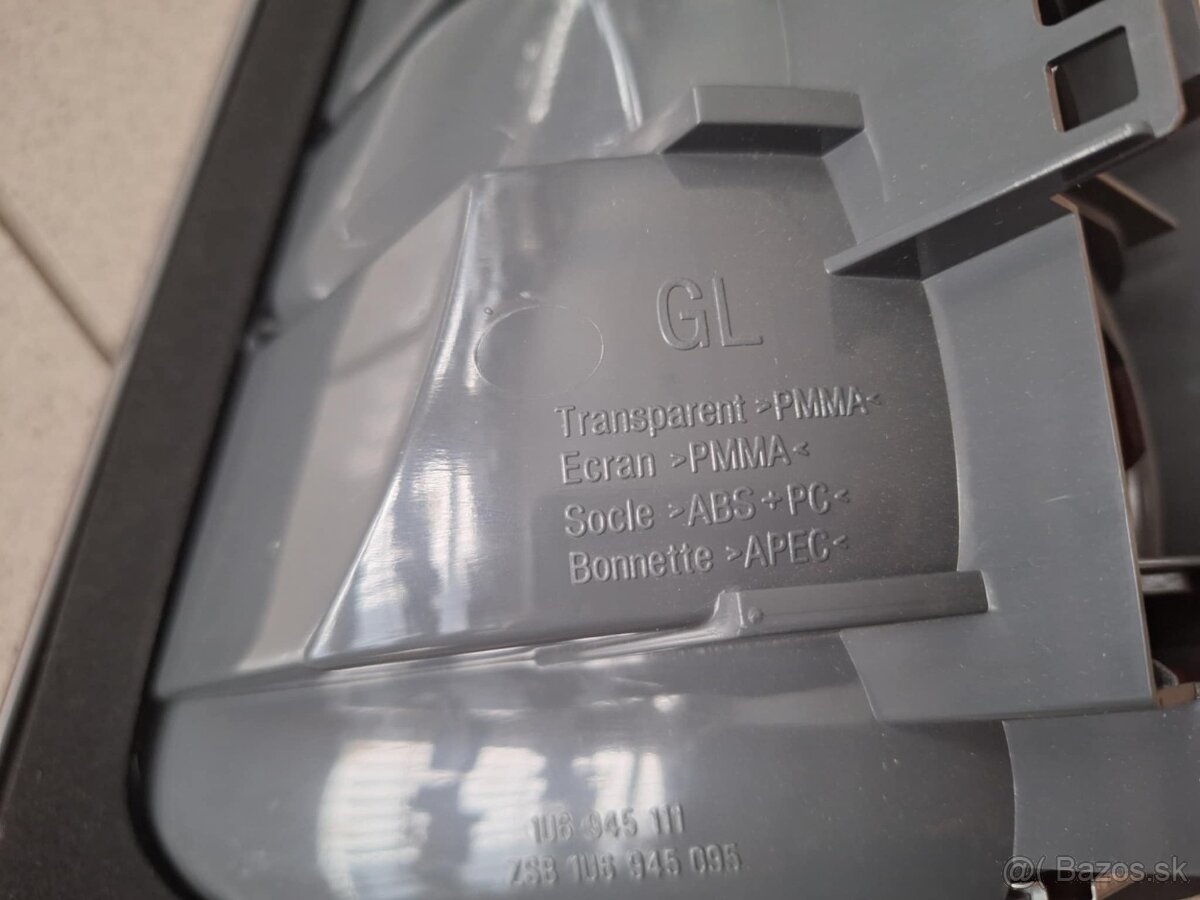 GL
Transparent >PMMA<
Ecran >PMMA<
Socle >ABS+PC<
Bonnette >APEC<
1U6 945 111
ZSB 1U6 945 095
@( Bazos.sk